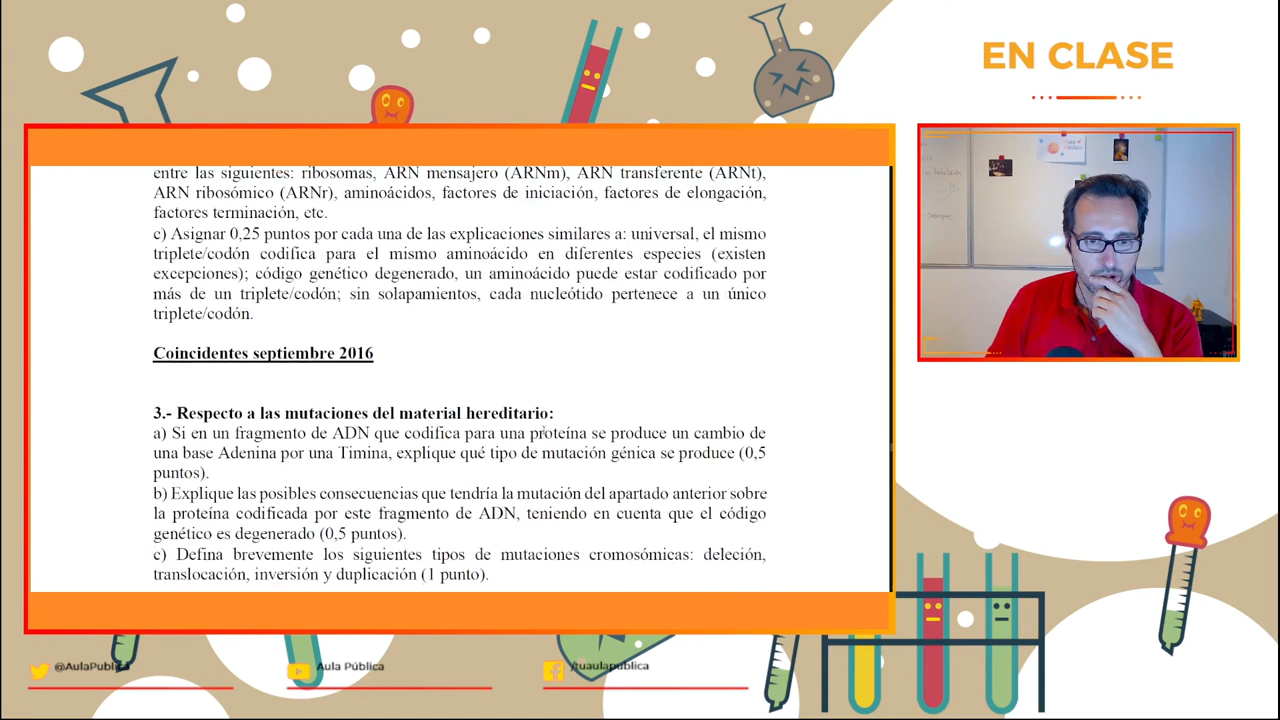 EN CLASE
entre las siguientes: ribosomas, ARN mensajero (ARNm), ARN transferente (ARNt),
ARN ribosómico (ARNr), aminoácidos, factores de iniciación, factores de elongación,
factores terminación, etc.
c) Asignar 0,25 puntos por cada una de las explicaciones similares a: universal, el mismo
triplete/codón codifica para el mismo aminoácido en diferentes especies (existen
excepciones); código genético degenerado, un aminoácido puede estar codificado por
más de un triplete/codón; sin solapamientos, cada nucleótido pertenece a un único
triplete/codón.
Coincidentes septiembre 2016
3.- Respecto a las mutaciones del material hereditario:
a) Si en un fragmento de ADN que codifica para una proteína se produce un cambio de
una base Adenina por una Timina, explique qué tipo de mutación génica se produce (0,5
puntos).
b) Explique las posibles consecuencias que tendría la mutación del apartado anterior sobre
la proteína codificada por este fragmento de ADN, teniendo en cuenta que el código
genético es degenerado (0,5 puntos).
c) Defina brevemente los siguientes tipos de mutaciones cromosómicas: deleción,
translocación, inversión y duplicación (1 punto).
@AulaPublica
Aula Pública
/tuaulapublica